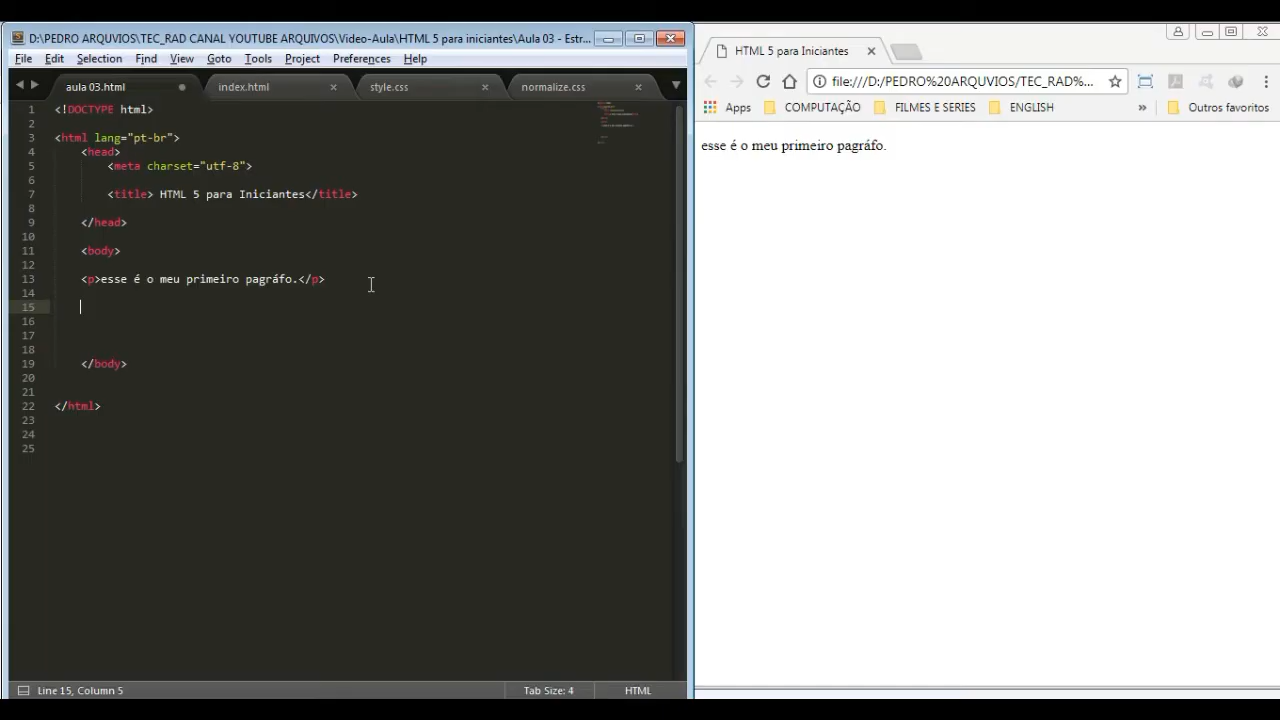 D:\PEDRO ARQUVIOS\TEC_RAD CANAL YOUTUBE ARQUIVOS\Video-Aula\HTML 5 para iniciantes\Aula 03 - Estr...
File Edit Selection Find View Goto Tools Project Preferences Help
aula 03.html index.html style.css normalize.css
1 <!DOCTYPE html>
2
3 <html lang="pt-br">
4 <head>
5 <meta charset="utf-8">
6
7 <title> HTML 5 para Iniciantes</title>
8
9 </head>
10
11 <body>
12
13 <p>esse é o meu primeiro pagráfo.</p>
14
15
16
17
18
19 </body>
20
21
22 </html>
23
24
25
Line 15, Column 5 Tab Size: 4 HTML
HTML 5 para Iniciantes
file:///D:/PEDRO%20ARQUVIOS/TEC_RAD%...
Apps COMPUTAÇÃO FILMES E SERIES ENGLISH » Outros favoritos
esse é o meu primeiro pagráfo.